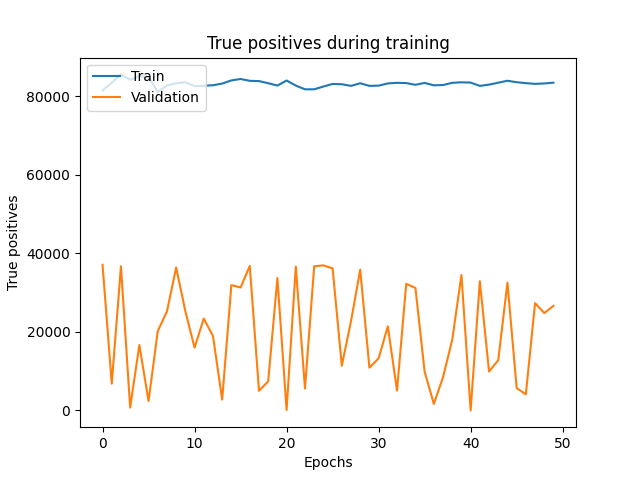 True positives during training
Train
Validation
True positives
80000
60000
40000
20000
0
0 10 20 30 40 50
Epochs